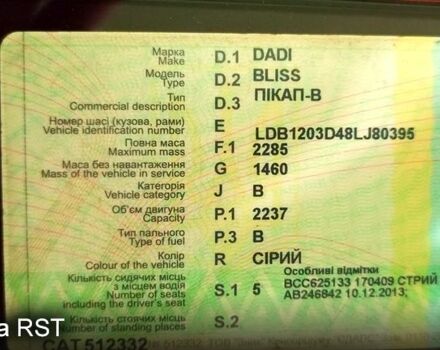 Марка D.1 DADI
Make
Модель D.2 BLISS
Type
Тип D.3 ПІКАП-В
Commercial description)
Номер шасі (кузова, рами) E LDB1203D48LJ80395
Vehicle identification number)
Повна маса F.1 2285
Maximum mass)
Маса без навантаження G 1460
Mass of the vehicle in service)
Категорія J B
Vehicle category)
Об'єм двигуна P.1 2237
Capacity)
Тип пального P.3 B
Type of fuel)
Колір R СІРИЙ
Colour of the vehicle)
Кількість сидячих місць Особливі відмітки
з місцем водія S.1 5 ВСС625133 170409 СТРИЙ
Number of seats АВ246842 10.12.2013;
including the driver's seat)
Кількість стоячих місць S.2
Number of standing places)
САТ 512332
a RST